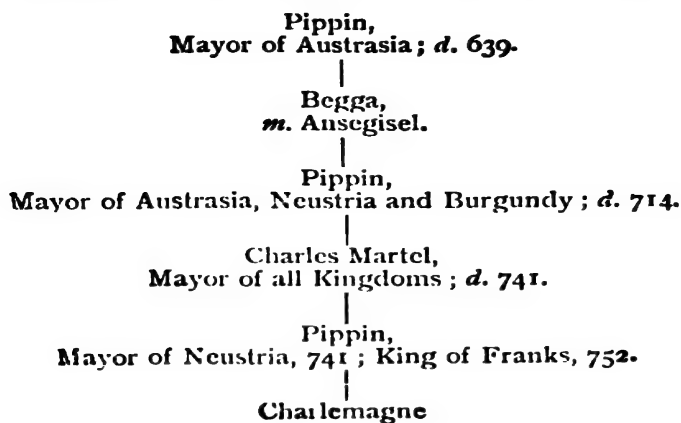 Pippin,
Mayor of Austrasia; d. 639.
Begga,
m. Ansegisel.
Pippin,
Mayor of Austrasia, Neustria and Burgundy; d. 714.
Charles Martel,
Mayor of all Kingdoms; d. 741.
Pippin,
Mayor of Neustria, 741; King of Franks, 752.
Charlemagne